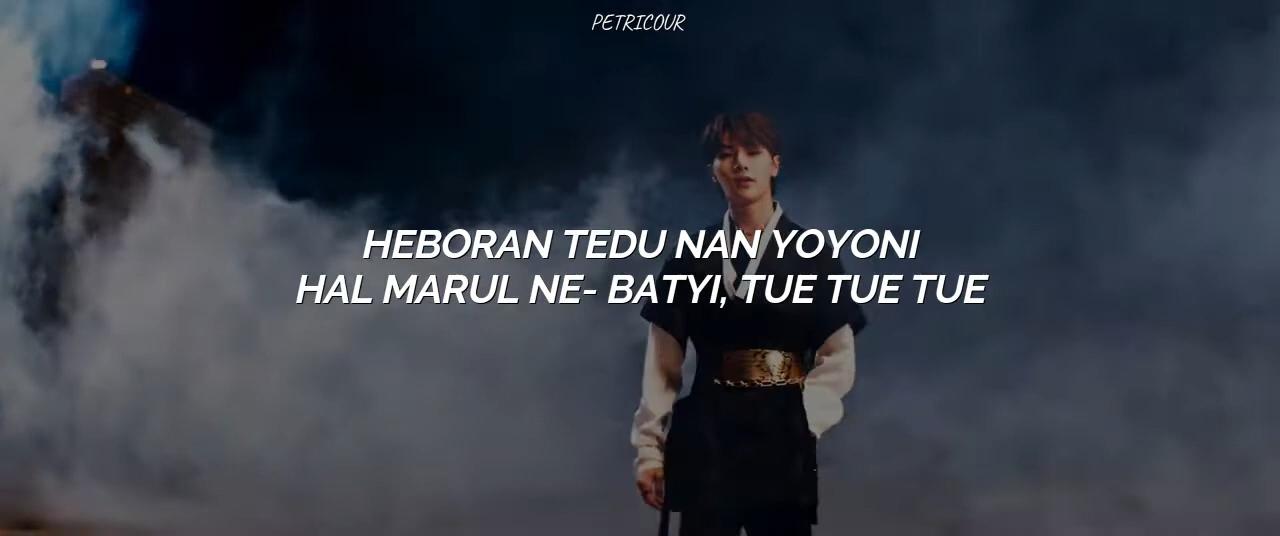 PETRICOUR
HEBORAN TEDU NAN YOYONI
HAL MARUL NE- BATYI, TUE TUE TUE